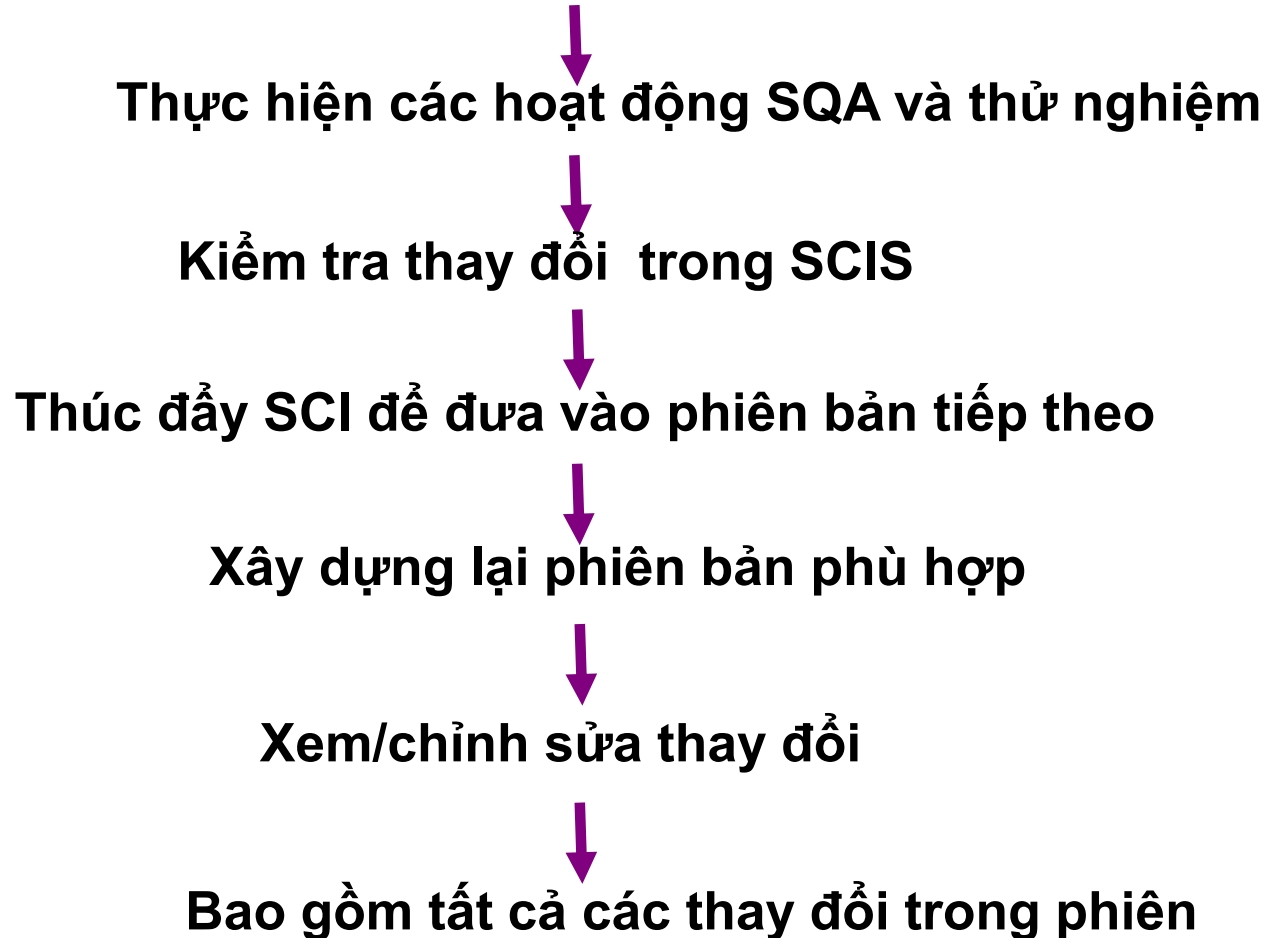 Thực hiện các hoạt động SQA và thử nghiệm
Kiểm tra thay đổi trong SCIS
Thúc đẩy SCI để đưa vào phiên bản tiếp theo
Xây dựng lại phiên bản phù hợp
Xem/chỉnh sửa thay đổi
Bao gồm tất cả các thay đổi trong phiên